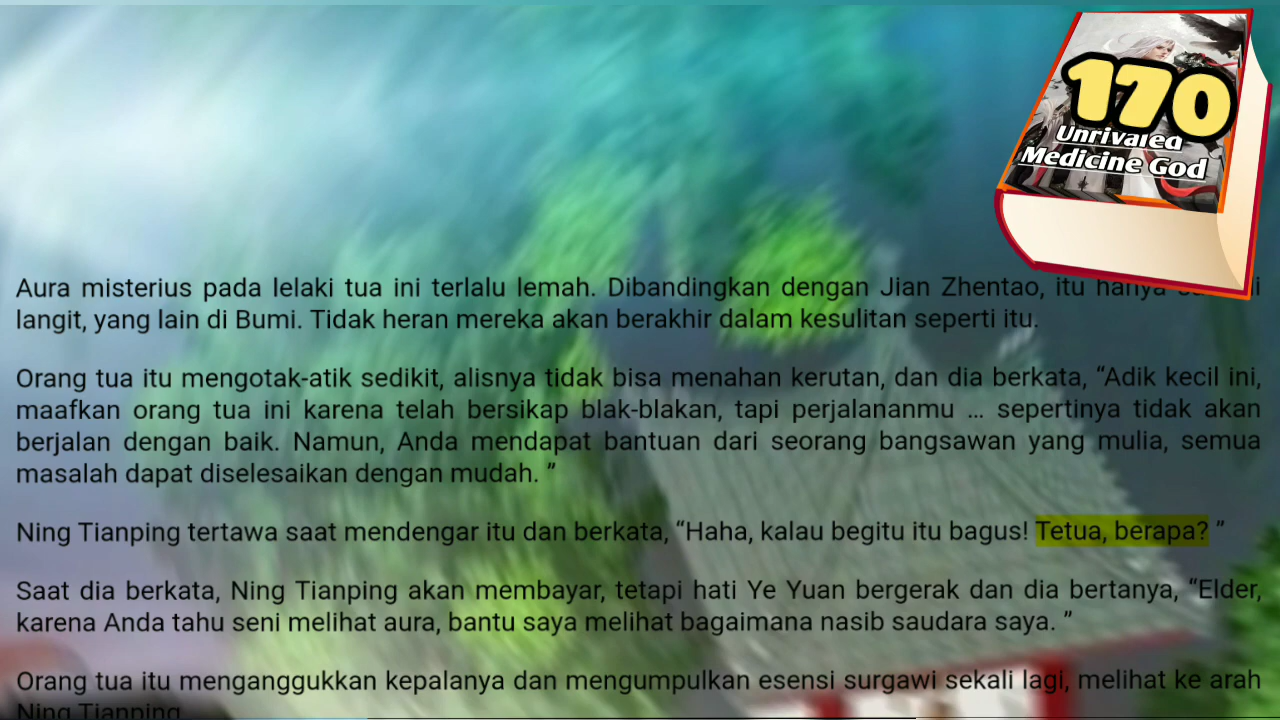 170
Unrivaled
Medicine God
Aura misterius pada lelaki tua ini terlalu lemah. Dibandingkan dengan Jian Zhentao, itu hanya
langit, yang lain di Bumi. Tidak heran mereka akan berakhir dalam kesulitan seperti itu.
Orang tua itu mengotak-atik sedikit, alisnya tidak bisa menahan kerutan, dan dia berkata, “Adik kecil ini,
maafkan orang tua ini karena telah bersikap blak-blakan, tapi perjalananmu … sepertinya tidak akan
berjalan dengan baik. Namun, Anda mendapat bantuan dari seorang bangsawan yang mulia, semua
masalah dapat diselesaikan dengan mudah. ”
Ning Tianping tertawa saat mendengar itu dan berkata, “Haha, kalau begitu itu bagus! Tetua, berapa? ”
Saat dia berkata, Ning Tianping akan membayar, tetapi hati Ye Yuan bergerak dan dia bertanya, “Elder,
karena Anda tahu seni melihat aura, bantu saya melihat bagaimana nasib saudara saya. ”
Orang tua itu menganggukkan kepalanya dan mengumpulkan esensi surgawi sekali lagi, melihat ke arah
Ning Tianping